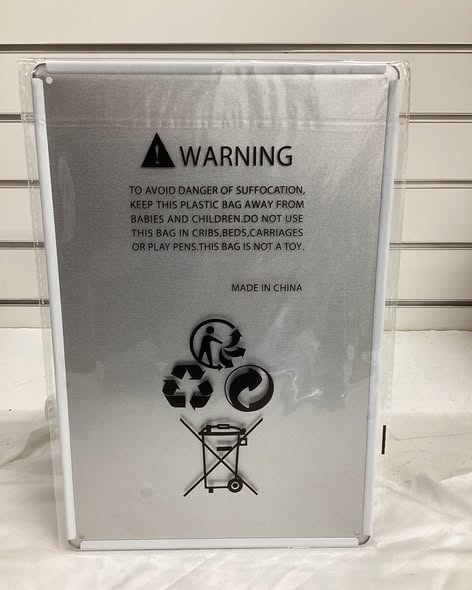 WARNING
TO AVOID DANGER OF SUFFOCATION,
KEEP THIS PLASTIC BAG AWAY FROM
BABIES AND CHILDREN.DO NOT USE
THIS BAG IN CRIBS,BEDS,CARRIAGES
OR PLAY PENS.THIS BAG IS NOT A TOY.
MADE IN CHINA